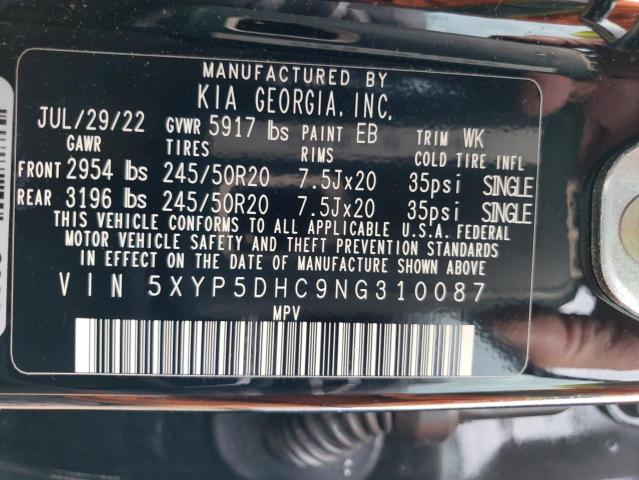 MANUFACTURED BY
KIA GEORGIA, INC.
JUL/29/22 GVWR 5917 lbs PAINT EB TRIM WK
GAWR TIRES RIMS COLD TIRE INFL
FRONT 2954 lbs 245/50R20 7.5Jx20 35psi SINGLE
REAR 3196 lbs 245/50R20 7.5Jx20 35psi SINGLE
THIS VEHICLE CONFORMS TO ALL APPLICABLE U.S.A. FEDERAL
MOTOR VEHICLE SAFETY AND THEFT PREVENTION STANDARDS
IN EFFECT ON THE DATE OF MANUFACTURE SHOWN ABOVE.
VIN 5XYP5DHC9NG310087
MPV